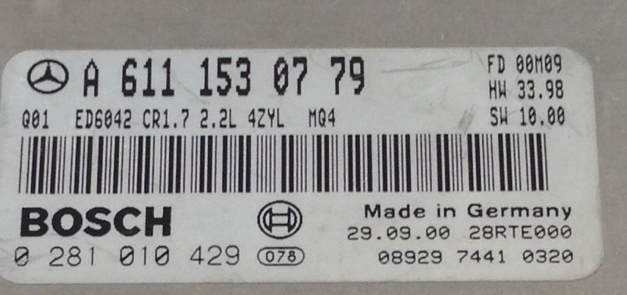 A 611 153 07 79
FD 00M09
HW 33.98
SW 10.00
Q01 ED6042 CR1.7 2.2L 4ZYL MQ4
BOSCH
0 281 010 429 078
Made in Germany
29.09.00 28RTE000
08929 7441 0320